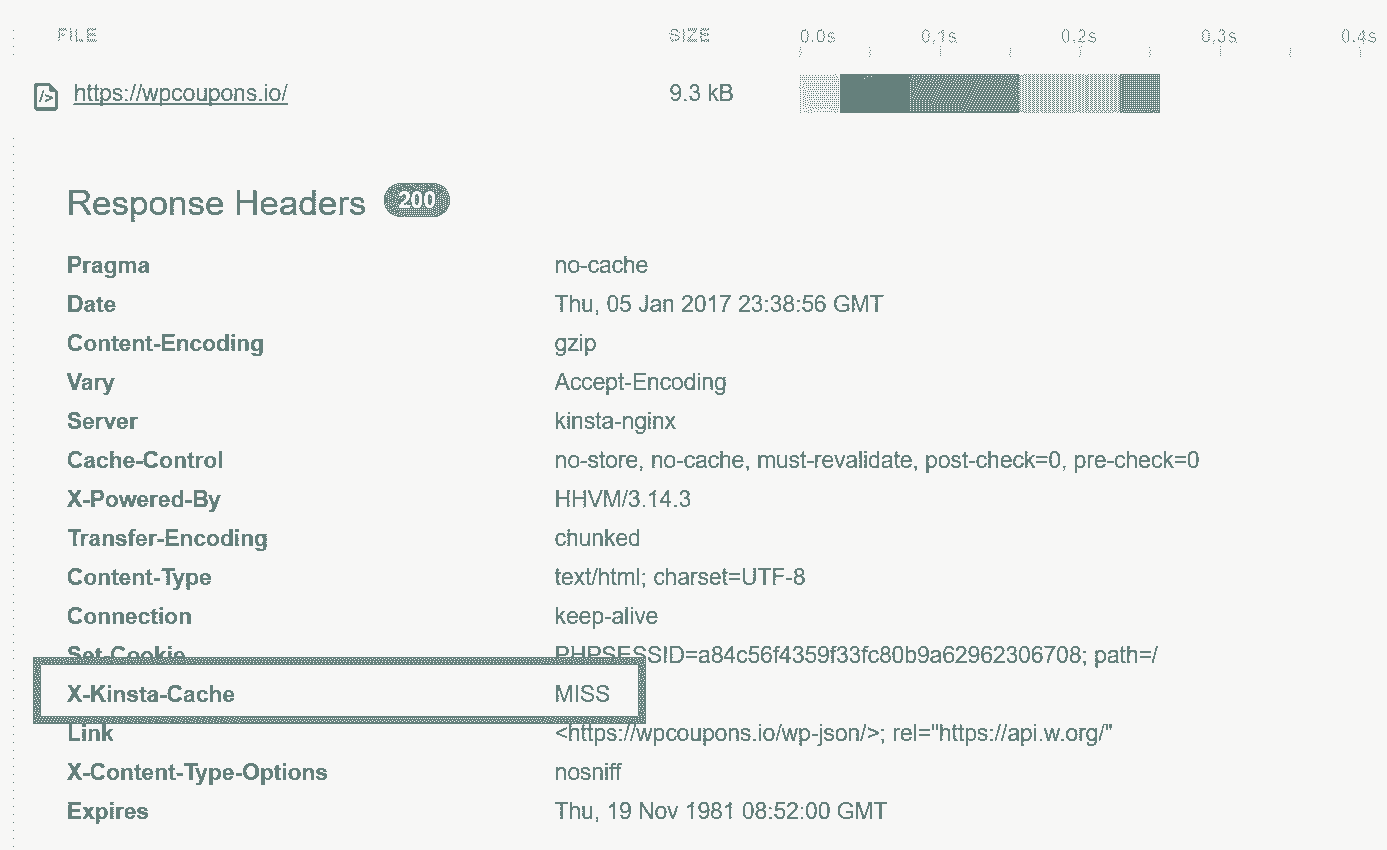 FILE SIZE 0.0s 0.1s 0.2s 0.3s 0.4s
https://wpcoupons.io/ 9.3 kB
Response Headers 200
Pragma no-cache
Date Thu, 05 Jan 2017 23:38:56 GMT
Content-Encoding gzip
Vary Accept-Encoding
Server kinsta-nginx
Cache-Control no-store, no-cache, must-revalidate, post-check=0, pre-check=0
X-Powered-By HHVM/3.14.3
Transfer-Encoding chunked
Content-Type text/html; charset=UTF-8
Connection keep-alive
Set-Cookie PHPSESSID=a84c56f4359f33fc80b9a62962306708; path=/
X-Kinsta-Cache MISS
Link <https://wpcoupons.io/wp-json/>; rel="https://api.w.org/"
X-Content-Type-Options nosniff
Expires Thu, 19 Nov 1981 08:52:00 GMT